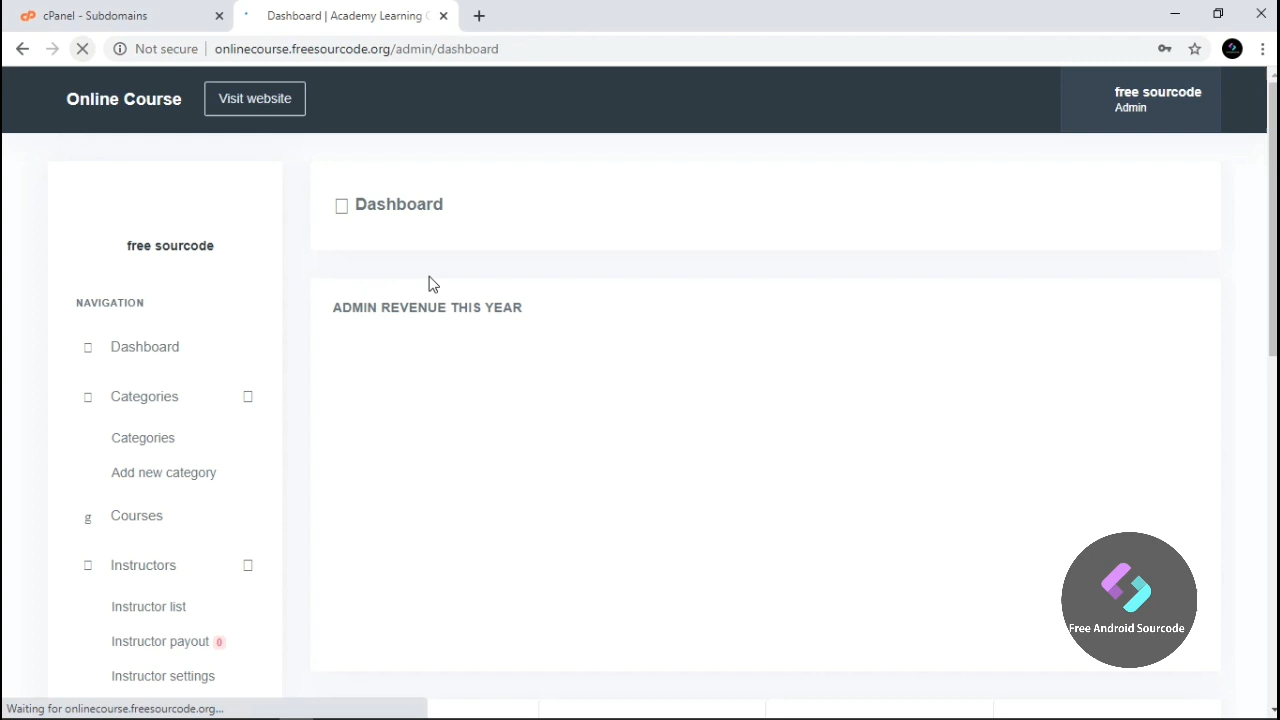 cPanel - Subdomains
Dashboard | Academy Learning C
Not secure
onlinecourse.freesourcode.org/admin/dashboard
Online Course
Visit website
free sourcode
Admin
free sourcode
NAVIGATION
Dashboard
Categories
Categories
Add new category
g Courses
Instructors
Instructor list
Instructor payout 0
Instructor settings
Dashboard
ADMIN REVENUE THIS YEAR
Free Android Sourcode
Waiting for onlinecourse.freesourcode.org...